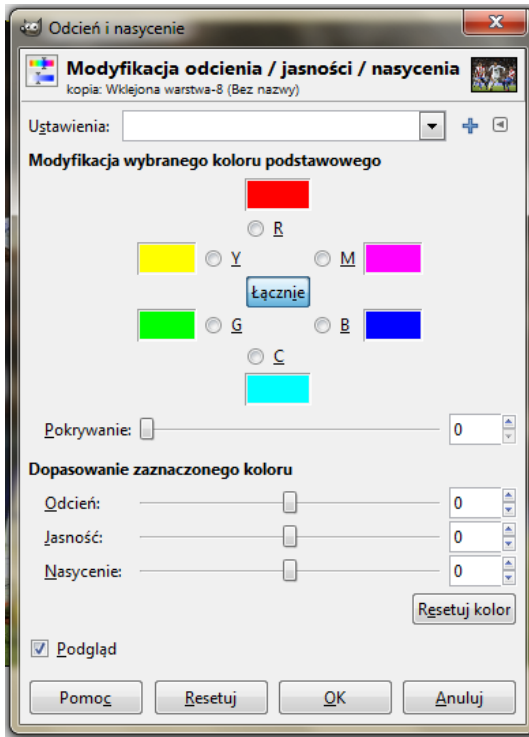 Odcień i nasycenie
Modyfikacja odcienia / jasności / nasycenia
kopia: Wklejona warstwa-8 (Bez nazwy)
Ustawienia:
Modyfikacja wybranego koloru podstawowego
R
Y M
Łącznie
G B
C
Pokrywanie: 0
Dopasowanie zaznaczonego koloru
Odcień: 0
Jasność: 0
Nasycenie: 0
Resetuj kolor
Podgląd
Pomoc Resetuj OK Anuluj